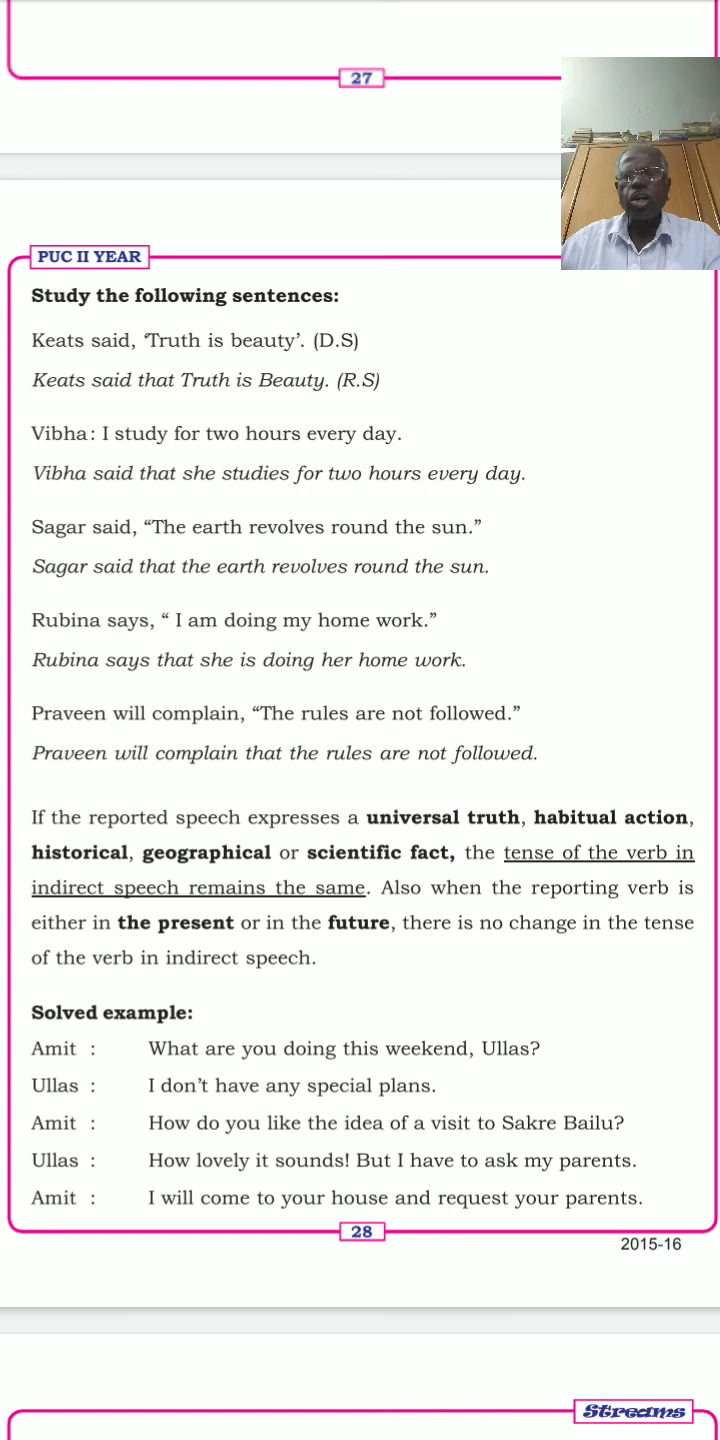 27
PUC II YEAR
Study the following sentences:
Keats said, ‘Truth is beauty’. (D.S)
Keats said that Truth is Beauty. (R.S)
Vibha : I study for two hours every day.
Vibha said that she studies for two hours every day.
Sagar said, “The earth revolves round the sun.”
Sagar said that the earth revolves round the sun.
Rubina says, “ I am doing my home work.”
Rubina says that she is doing her home work.
Praveen will complain, “The rules are not followed.”
Praveen will complain that the rules are not followed.
If the reported speech expresses a universal truth, habitual action,
historical, geographical or scientific fact, the tense of the verb in
indirect speech remains the same. Also when the reporting verb is
either in the present or in the future, there is no change in the tense
of the verb in indirect speech.
Solved example:
Amit : What are you doing this weekend, Ullas?
Ullas : I don’t have any special plans.
Amit : How do you like the idea of a visit to Sakre Bailu?
Ullas : How lovely it sounds! But I have to ask my parents.
Amit : I will come to your house and request your parents.
28
2015-16
Streams